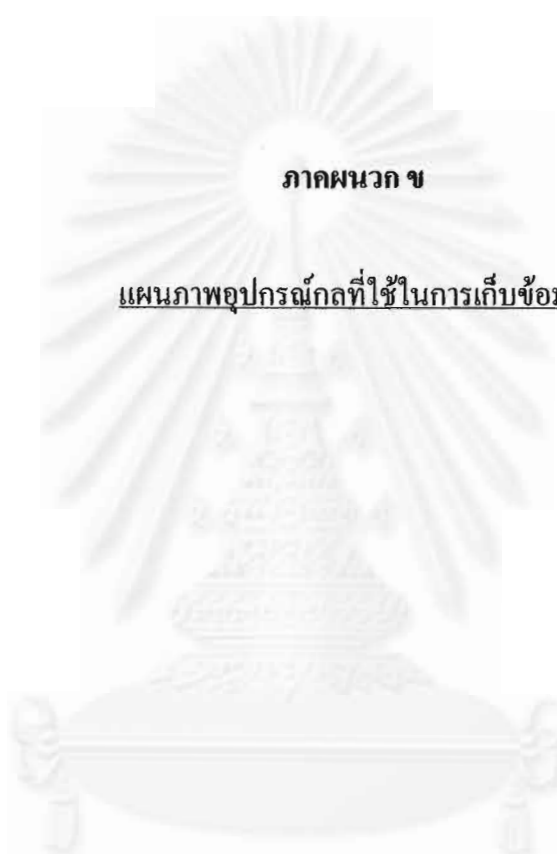 ภาคผนวก ข
แผนภาพอุปกรณ์กลที่ใช้ในการเก็บข้อ